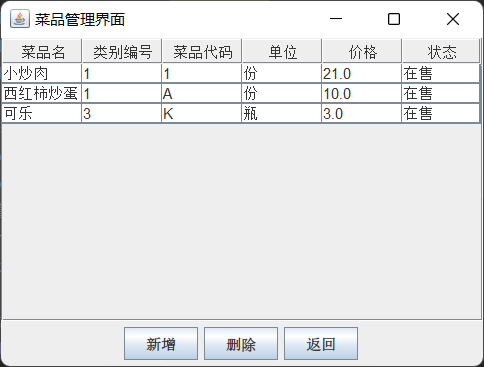 菜品管理界面
菜品名 类别编号 菜品代码 单位 价格 状态
小炒肉 1 1 份 21.0 在售
西红柿炒蛋 1 A 份 10.0 在售
可乐 3 K 瓶 3.0 在售
新增 删除 返回